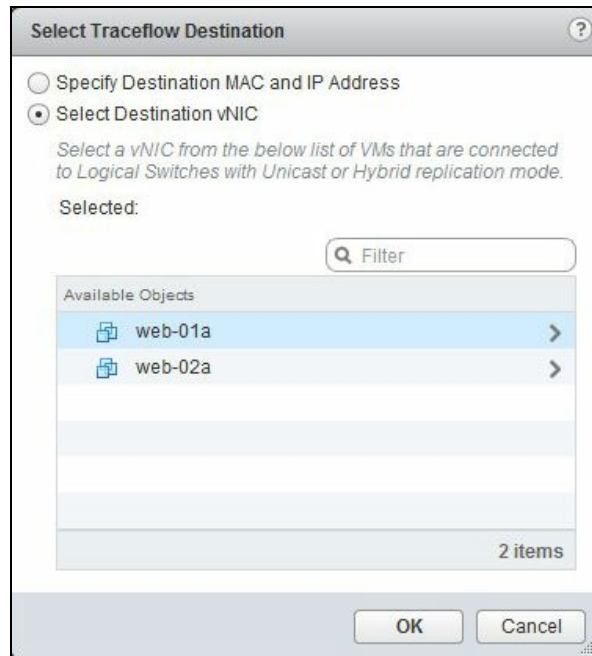 Select Traceflow Destination
?
Specify Destination MAC and IP Address
Select Destination vNIC
Select a vNIC from the below list of VMs that are connected
to Logical Switches with Unicast or Hybrid replication mode.
Selected:
Filter
Available Objects
web-01a
web-02a
2 items
OK Cancel